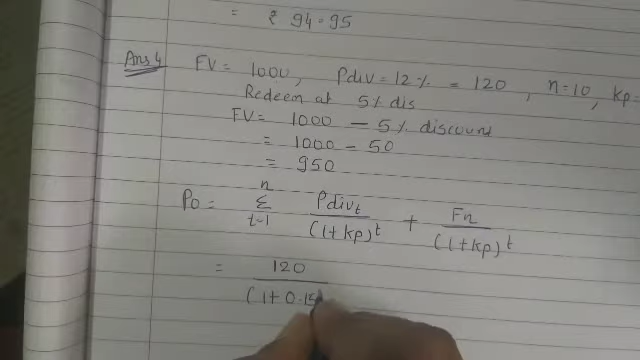 = ₹ 94.95
Ans 4 FV = 1000, Pdiv = 12% = 120, n=10, kp=
Redeem at 5% dis
FV = 1000 - 5% discount
= 1000 - 50
= 950
P0 = n Σ t-1 Pdivt/(1+kp)^t + Fn/(1+kp)^t
= 120/(1+0.15)